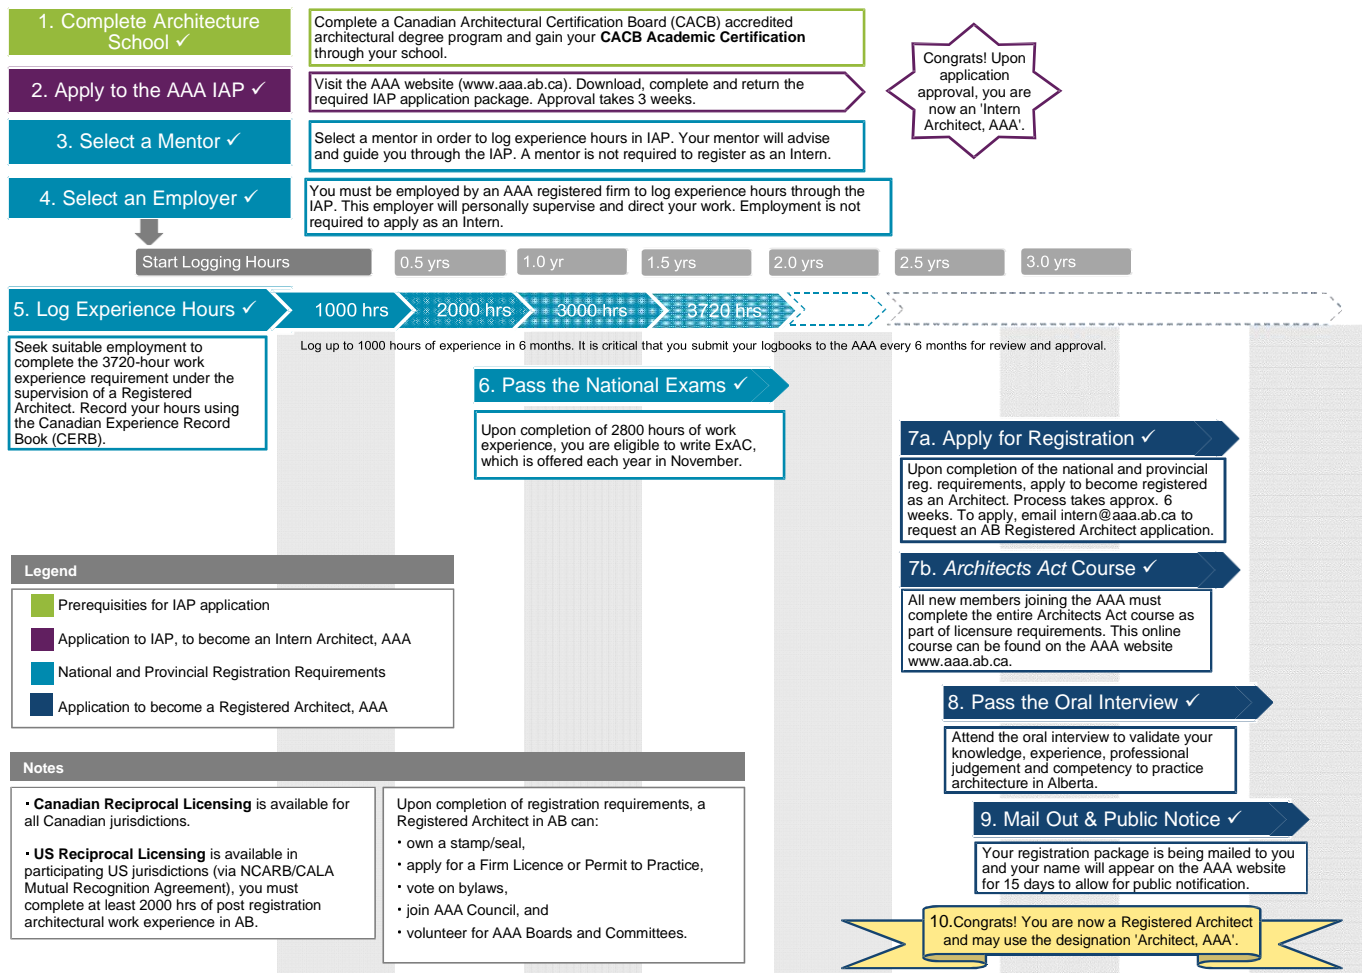 1. Complete Architecture
School ✓
Complete a Canadian Architectural Certification Board (CACB) accredited
architectural degree program and gain your CACB Academic Certification
through your school.
2. Apply to the AAA IAP ✓
Visit the AAA website (www.aaa.ab.ca). Download, complete and return the
required IAP application package. Approval takes 3 weeks.
Congrats! Upon
application
approval, you are
now an 'Intern
Architect, AAA'.
3. Select a Mentor ✓
Select a mentor in order to log experience hours in IAP. Your mentor will advise
and guide you through the IAP. A mentor is not required to register as an Intern.
4. Select an Employer ✓
You must be employed by an AAA registered firm to log experience hours through the
IAP. This employer will personally supervise and direct your work. Employment is not
required to apply as an Intern.
Start Logging Hours
0.5 yrs
1.0 yr
1.5 yrs
2.0 yrs
2.5 yrs
3.0 yrs
5. Log Experience Hours ✓
1000 hrs
2000 hrs
3000 hrs
3720 hrs
Log up to 1000 hours of experience in 6 months. It is critical that you submit your logbooks to the AAA every 6 months for review and approval.
Seek suitable employment to
complete the 3720-hour work
experience requirement under the
supervision of a Registered
Architect. Record your hours using
the Canadian Experience Record
Book (CERB).
6. Pass the National Exams ✓
Upon completion of 2800 hours of work
experience, you are eligible to write ExAC,
which is offered each year in November.
7a. Apply for Registration ✓
Upon completion of the national and provincial
reg. requirements, apply to become registered
as an Architect. Process takes approx. 6
weeks. To apply, email intern@aaa.ab.ca to
request an AB Registered Architect application.
7b. Architects Act Course ✓
All new members joining the AAA must
complete the entire Architects Act course as
part of licensure requirements. This online
course can be found on the AAA website
www.aaa.ab.ca.
8. Pass the Oral Interview ✓
Attend the oral interview to validate your
knowledge, experience, professional
judgement and competency to practice
architecture in Alberta.
9. Mail Out & Public Notice ✓
Your registration package is being mailed to you
and your name will appear on the AAA website
for 15 days to allow for public notification.
10.Congrats! You are now a Registered Architect
and may use the designation 'Architect, AAA'.
Legend
Prerequisities for IAP application
Application to IAP, to become an Intern Architect, AAA
National and Provincial Registration Requirements
Application to become a Registered Architect, AAA
Notes
· Canadian Reciprocal Licensing is available for
all Canadian jurisdictions.
· US Reciprocal Licensing is available in
participating US jurisdictions (via NCARB/CALA
Mutual Recognition Agreement), you must
complete at least 2000 hrs of post registration
architectural work experience in AB.
Upon completion of registration requirements, a
Registered Architect in AB can:
· own a stamp/seal,
· apply for a Firm Licence or Permit to Practice,
· vote on bylaws,
· join AAA Council, and
· volunteer for AAA Boards and Committees.